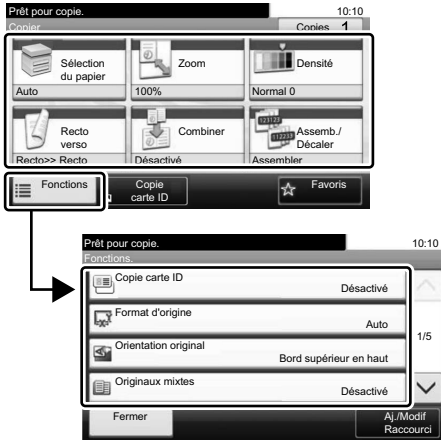 Prêt pour copie. 10:10
Copier Copies 1
Sélection du papier Zoom Densité
Auto 100% Normal 0
Recto verso Combiner Assemb./ Décaler
Recto>> Recto Désactivé Assembler
Fonctions Copie carte ID Favoris
Prêt pour copie. 10:10
Fonctions.
Copie carte ID
Désactivé
Format d'origine
Auto
1/5
Orientation original
Bord supérieur en haut
Originaux mixtes
Désactivé
Fermer Aj./Modif Raccourci